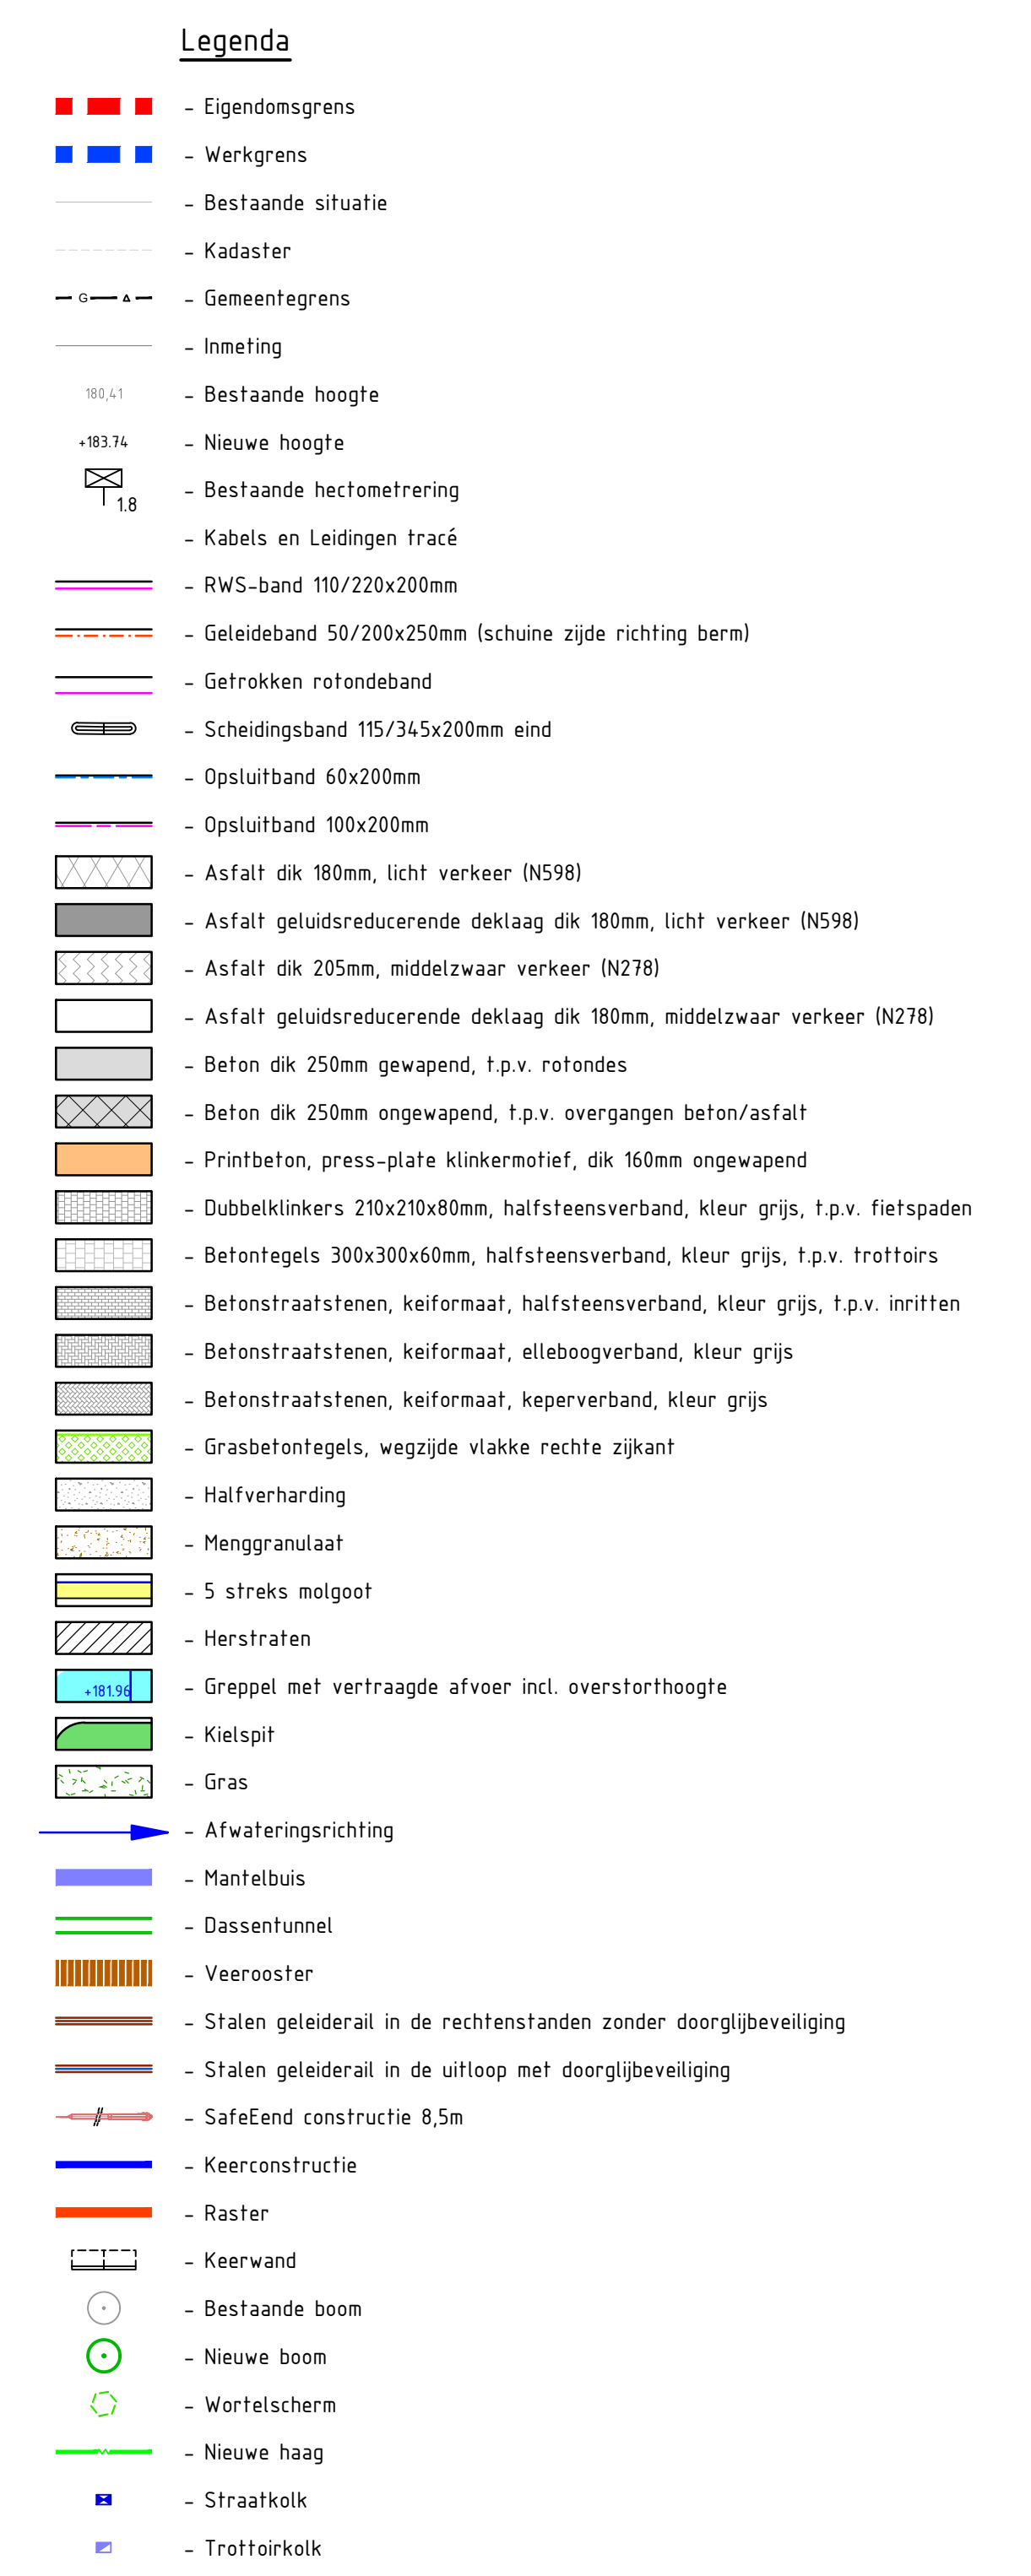 Legenda
- Eigendomsgrens
- Werkgrens
- Bestaande situatie
- Kadaster
G - Gemeentegrens
- Inmeting
180,41 - Bestaande hoogte
+183.74 - Nieuwe hoogte
1.8 - Bestaande hectometrering
- Kabels en Leidingen tracé
- RWS-band 110/220x200mm
- Geleideband 50/200x250mm (schuine zijde richting berm)
- Getrokken rotondeband
- Scheidingsband 115/345x200mm eind
- Opsluitband 60x200mm
- Opsluitband 100x200mm
- Asfalt dik 180mm, licht verkeer (N598)
- Asfalt geluidsreducerende deklaag dik 180mm, licht verkeer (N598)
- Asfalt dik 205mm, middelzwaar verkeer (N278)
- Asfalt geluidsreducerende deklaag dik 180mm, middelzwaar verkeer (N278)
- Beton dik 250mm gewapend, t.p.v. rotondes
- Beton dik 250mm ongewapend, t.p.v. overgangen beton/asfalt
- Printbeton, press-plate klinkermotief, dik 160mm ongewapend
- Dubbelklinkers 210x210x80mm, halfsteensverband, kleur grijs, t.p.v. fietspaden
- Betontegels 300x300x60mm, halfsteensverband, kleur grijs, t.p.v. trottoirs
- Betonstraatstenen, keiformaat, halfsteensverband, kleur grijs, t.p.v. inritten
- Betonstraatstenen, keiformaat, elleboogverband, kleur grijs
- Betonstraatstenen, keiformaat, keperverband, kleur grijs
- Grasbetontegels, wegzijde vlakke rechte zijkant
- Halfverharding
- Menggranulaat
- 5 streks molgoot
- Herstraten
+181.96 - Greppel met vertraagde afvoer incl. overstorthoogte
- Kielspit
- Gras
- Afwateringsrichting
- Mantelbuis
- Dassentunnel
- Veerooster
- Stalen geleiderail in de rechtenstanden zonder doorglijbeveiliging
- Stalen geleiderail in de uitloop met doorglijbeveiliging
- SafeEend constructie 8,5m
- Keerconstructie
- Raster
- Keerwand
- Bestaande boom
- Nieuwe boom
- Wortelscherm
- Nieuwe haag
- Straatkolk
- Trottoirkolk